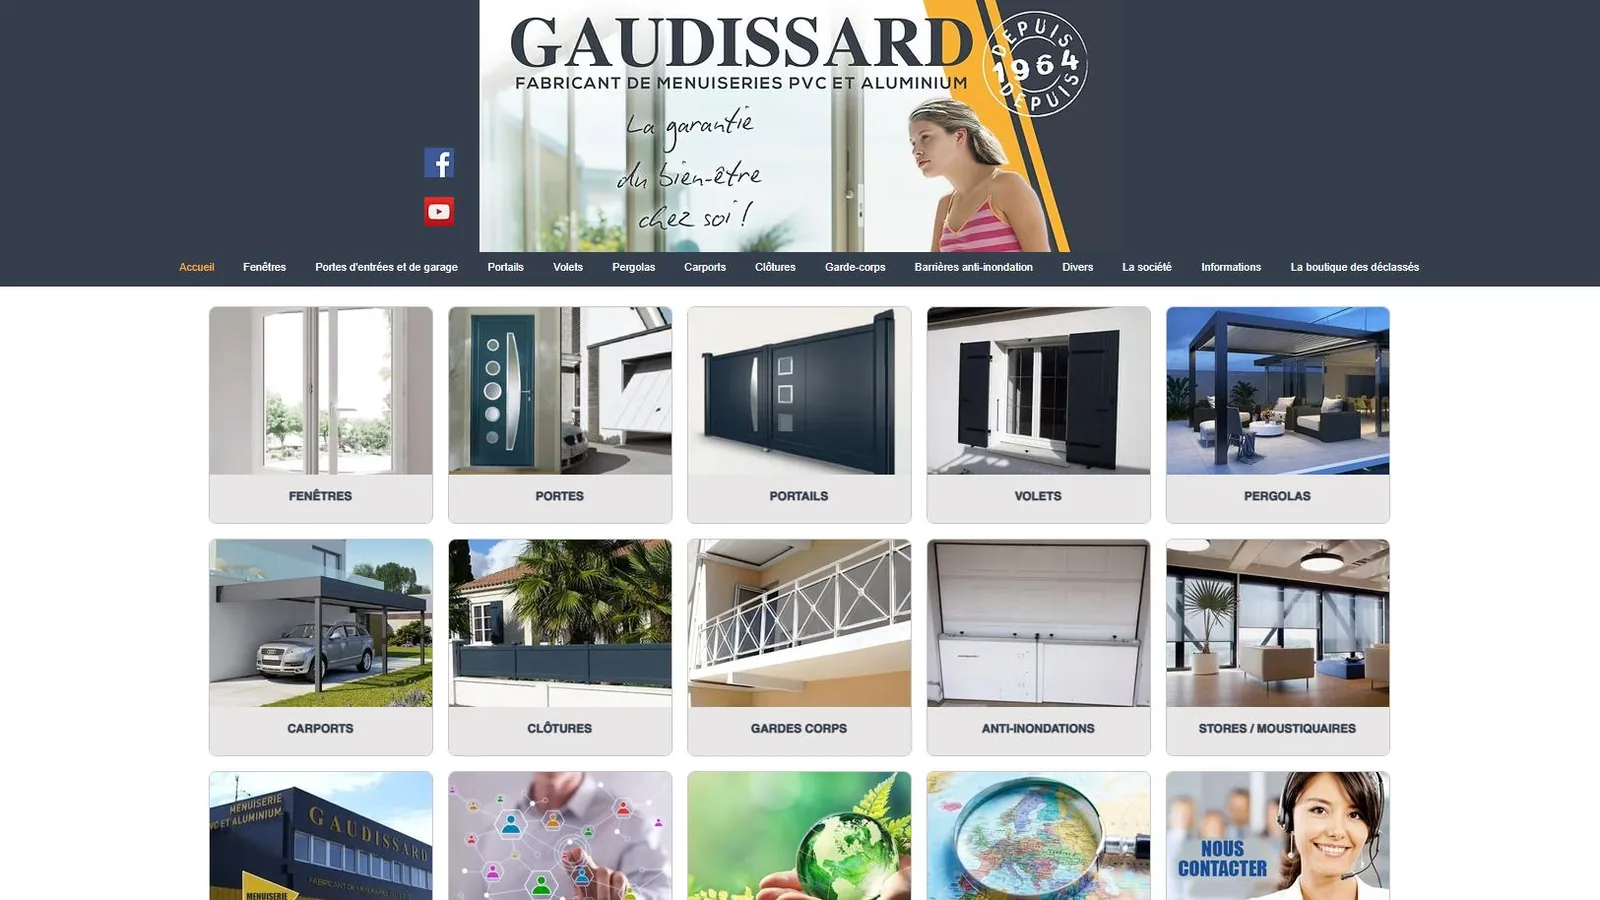 GAUDISSARD
FABRICANT DE MENUISERIES PVC ET ALUMINIUM
DEPUIS
1964
DEPUIS
La garantie
du bien-être
chez soi !
Accueil
Fenêtres
Portes d'entrées et de garage
Portails
Volets
Pergolas
Carports
Clôtures
Garde-corps
Barrières anti-inondation
Divers
La société
Informations
La boutique des déclassés
FENÊTRES
PORTES
PORTAILS
VOLETS
PERGOLAS
CARPORTS
CLÔTURES
GARDES CORPS
ANTI-INONDATIONS
STORES / MOUSTIQUAIRES
MENUISERIE
ET ALUMINIUM
GAUDISSARD
MENUISERIE
NOUS
CONTACTER